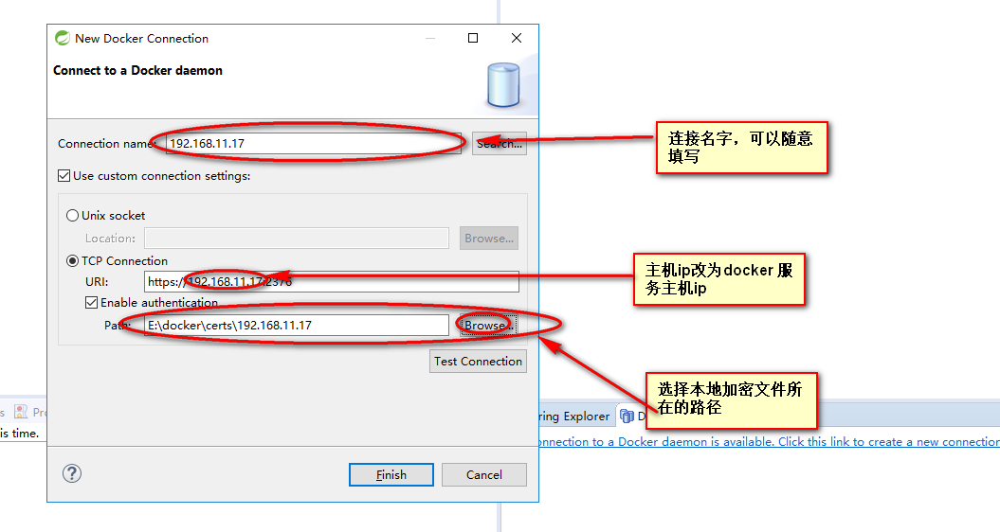 New Docker Connection
Connect to a Docker daemon
Connection name:
192.168.11.17
Search...
连接名字，可以随意
填写
Use custom connection settings:
Unix socket
Location:
Browse...
TCP Connection
URI:
https://192.168.11.17:2376
主机ip改为docker 服
务主机ip
Enable authentication
Path:
E:\docker\certs\192.168.11.17
Browse...
Test Connection
选择本地加密文件所
在的路径
s
Pro
ring Explorer
D
is time.
onnection to a Docker daemon is available. Click this link to create a new connection
?
Finish
Cancel